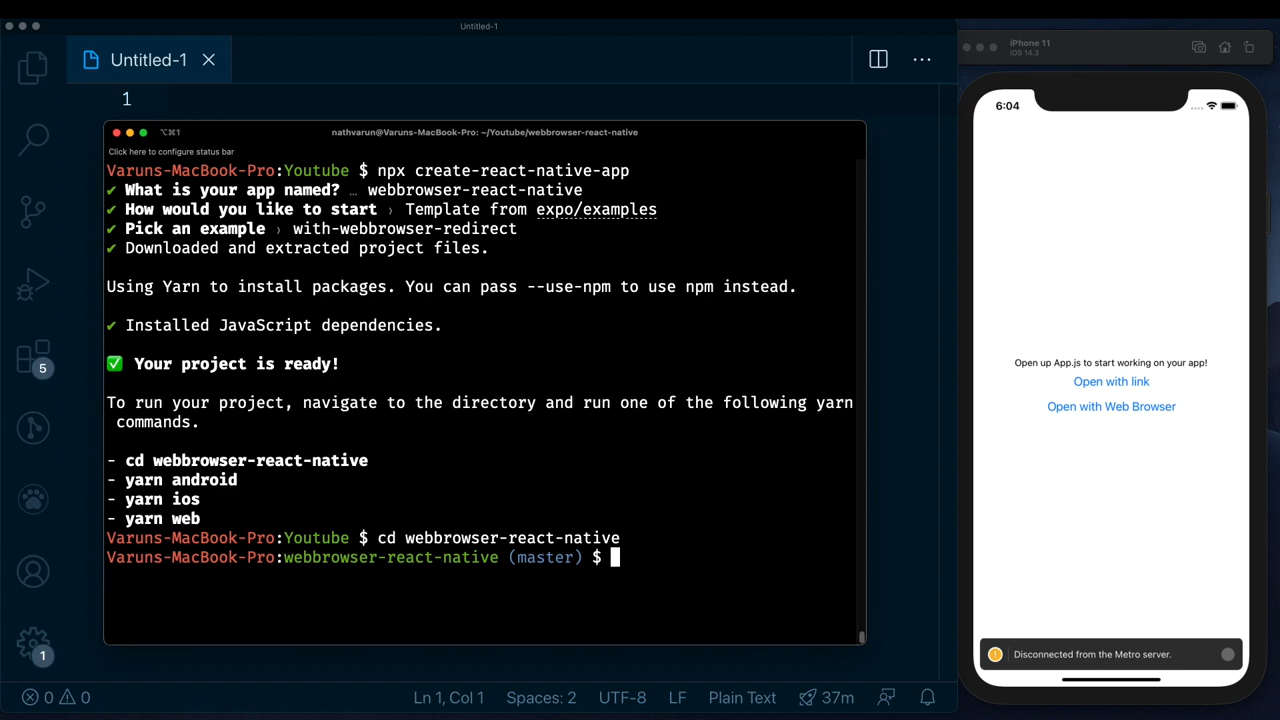 Untitled-1
Untitled-1
1
⌥⌘1
nathvarun@Varuns-MacBook-Pro: ~/Youtube/webbrowser-react-native
Click here to configure status bar
Varuns-MacBook-Pro:Youtube $ npx create-react-native-app
✔ What is your app named? … webbrowser-react-native
✔ How would you like to start › Template from expo/examples
✔ Pick an example › with-webbrowser-redirect
✔ Downloaded and extracted project files.
Using Yarn to install packages. You can pass --use-npm to use npm instead.
✔ Installed JavaScript dependencies.
✅ Your project is ready!
To run your project, navigate to the directory and run one of the following yarn
commands.
- cd webbrowser-react-native
- yarn android
- yarn ios
- yarn web
Varuns-MacBook-Pro:Youtube $ cd webbrowser-react-native
Varuns-MacBook-Pro:webbrowser-react-native (master) $
5
1
0 0
Ln 1, Col 1 Spaces: 2 UTF-8 LF Plain Text 37m
iPhone 11
iOS 14.3
6:04
Open up App.js to start working on your app!
Open with link
Open with Web Browser
Disconnected from the Metro server.